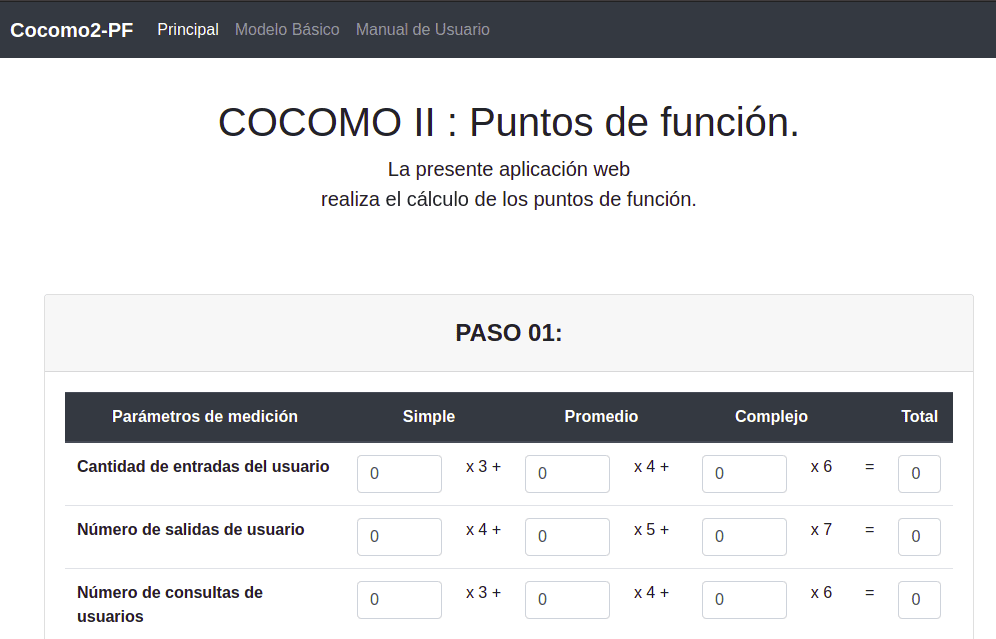 Cocomo2-PF Principal Modelo Básico Manual de Usuario
COCOMO II : Puntos de función.
La presente aplicación web
realiza el cálculo de los puntos de función.
PASO 01:
Parámetros de medición Simple Promedio Complejo Total
Cantidad de entradas del usuario 0 x 3 + 0 x 4 + 0 x 6 = 0
Número de salidas de usuario 0 x 4 + 0 x 5 + 0 x 7 = 0
Número de consultas de
usuarios 0 x 3 + 0 x 4 + 0 x 6 = 0